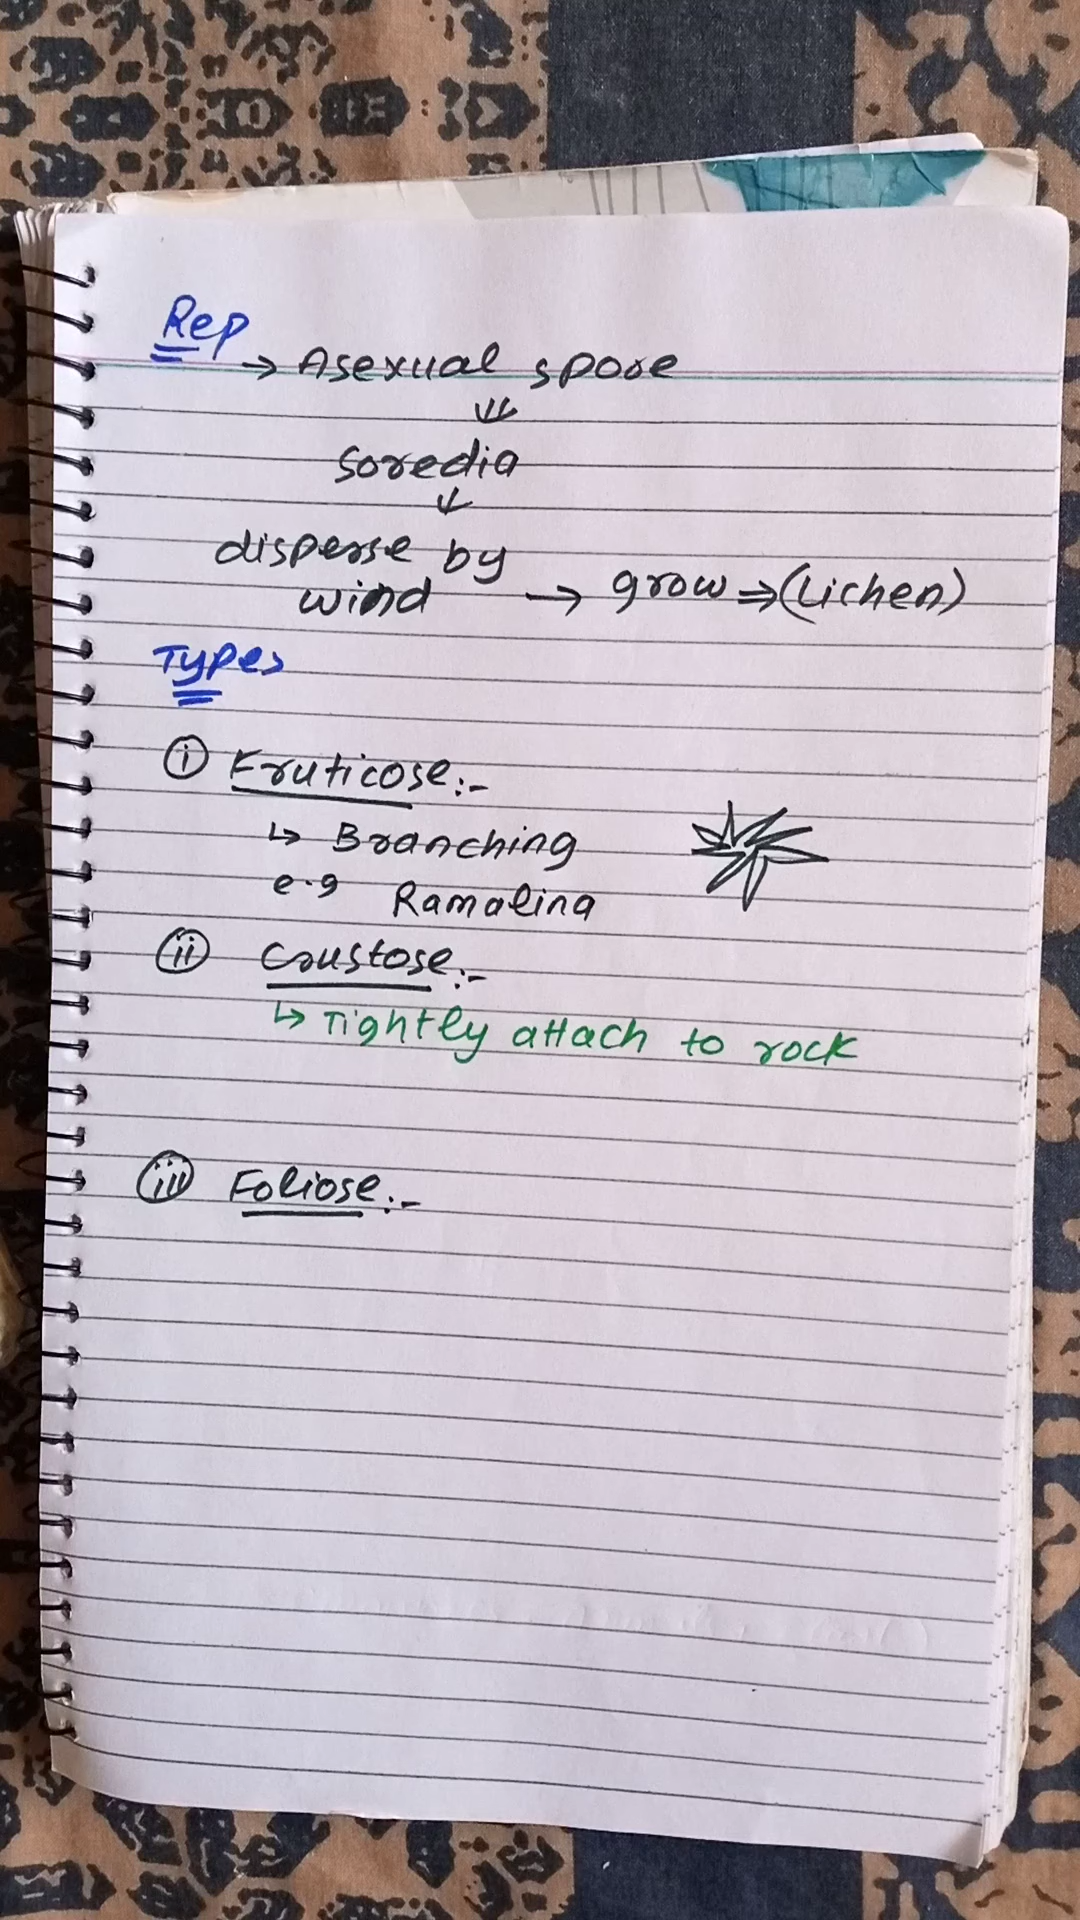 Rep
→ Asexual spore
⇓
Soredia
↓
disperse by
wind → grow ⇒ (Lichen)
Types
(i) Fruticose:-
↳ Branching
e.g Ramalina
(ii) Crustose:-
↳ Tightly attach to rock
(iii) Foliose:-